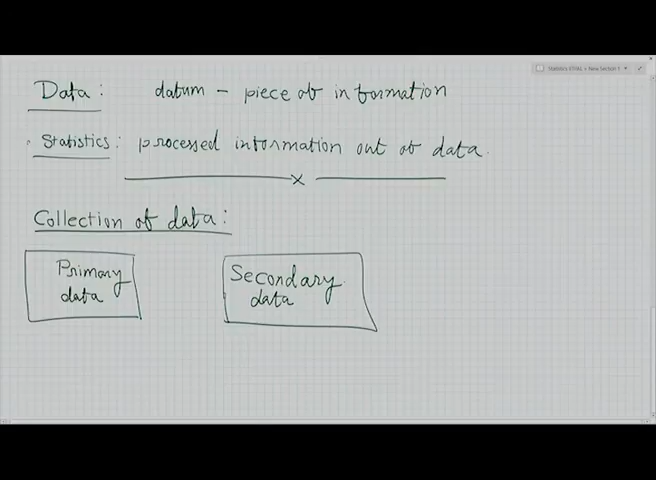 Data: datum - piece of information
Statistics: processed information out of data.
x
Collection of data:
Primary data
Secondary data